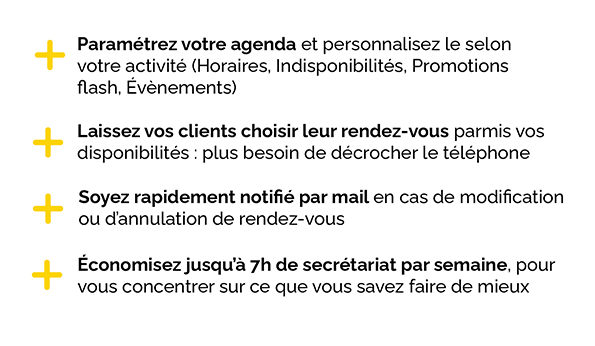 Paramétrez votre agenda et personnalisez le selon
votre activité (Horaires, Indisponibilités, Promotions
flash, Évènements)
Laissez vos clients choisir leur rendez-vous parmis vos
disponibilités : plus besoin de décrocher le téléphone
Soyez rapidement notifié par mail en cas de modification
ou d'annulation de rendez-vous
Économisez jusqu'à 7h de secrétariat par semaine, pour
vous concentrer sur ce que vous savez faire de mieux